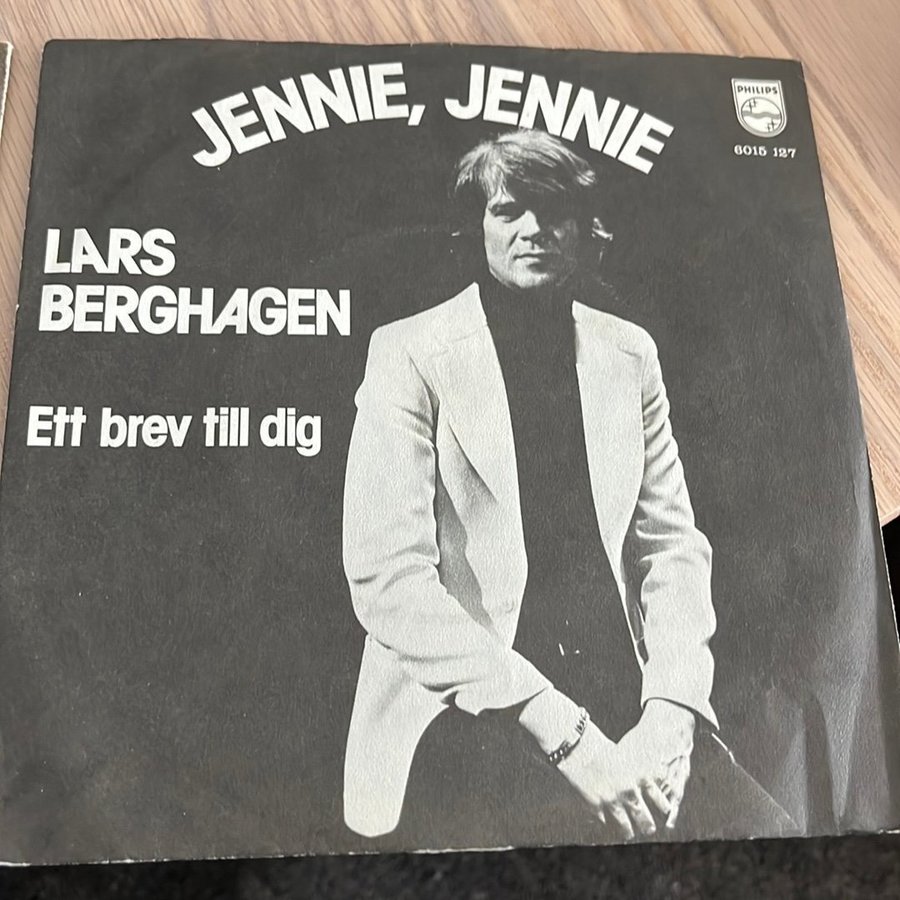 JENNIE, JENNIE
PHILIPS
6015 127
LARS
BERGHAGEN
Ett brev till dig